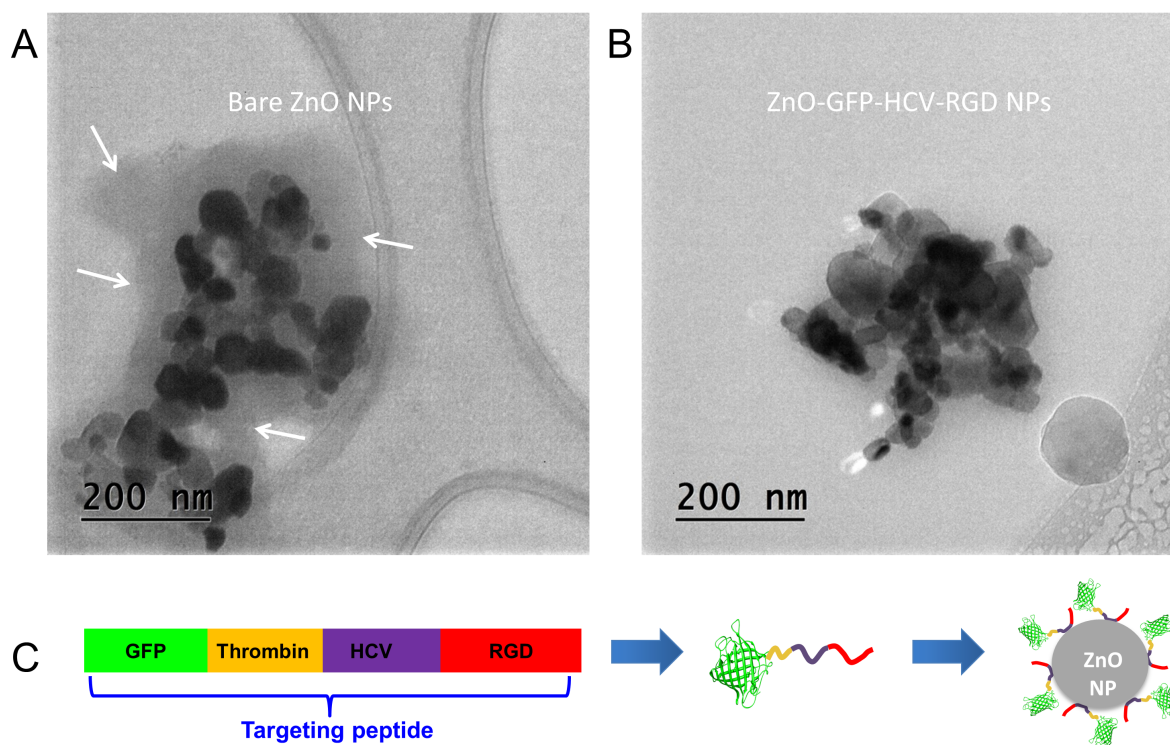 A
Bare ZnO NPs
200 nm
B
ZnO-GFP-HCV-RGD NPs
200 nm
C
GFP Thrombin HCV RGD
Targeting peptide
ZnO
NP